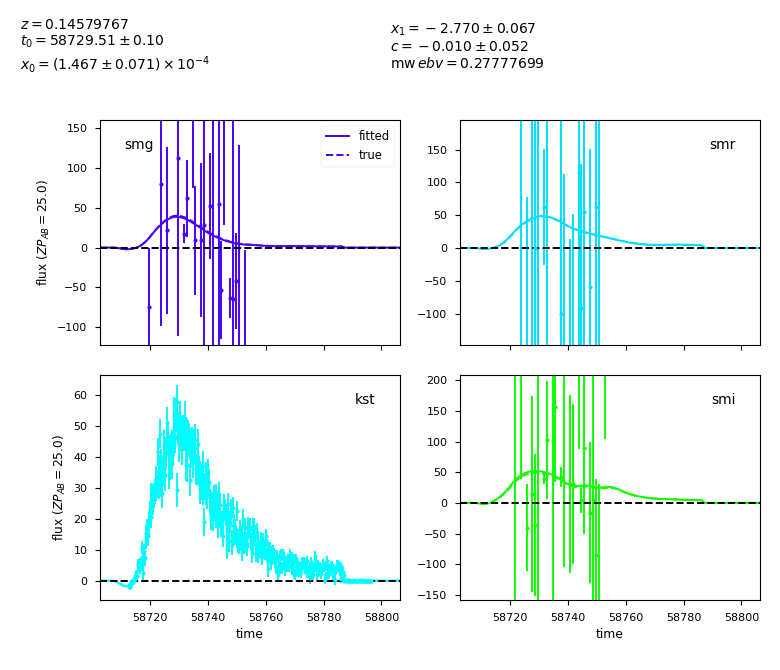 z = 0.14579767
t₀ = 58729.51 ± 0.10
x₀ = (1.467 ± 0.071) × 10⁻⁴
x₁ = −2.770 ± 0.067
c = −0.010 ± 0.052
mw ebv = 0.27777699
smg
fitted
true
150
100
50
0
−50
−100
flux (ZP_AB = 25.0)
smr
150
100
50
0
−50
−100
kst
60
50
40
30
20
10
0
flux (ZP_AB = 25.0)
58720 58740 58760 58780 58800
time
smi
200
150
100
50
0
−50
−100
−150
58720 58740 58760 58780 58800
time